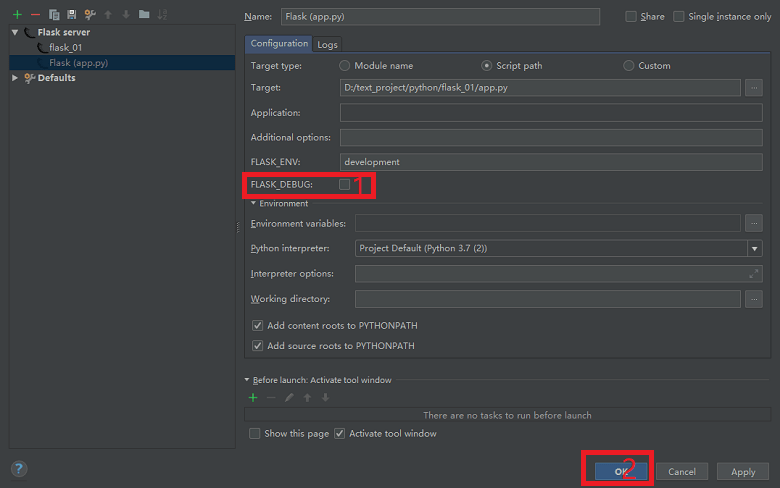 Name: Flask (app.py) Share Single instance only
Flask server
flask_01
Flask (app.py)
Defaults
Configuration Logs
Target type: Module name Script path Custom
Target: D:/text_project/python/flask_01/app.py ...
Application:
Additional options:
FLASK_ENV: development
FLASK_DEBUG: 1
Environment
Environment variables: ...
Python interpreter: Project Default (Python 3.7 (2))
Interpreter options:
Working directory: ...
Add content roots to PYTHONPATH
Add source roots to PYTHONPATH
Before launch: Activate tool window
There are no tasks to run before launch
Show this page Activate tool window
? OK 2 Cancel Apply